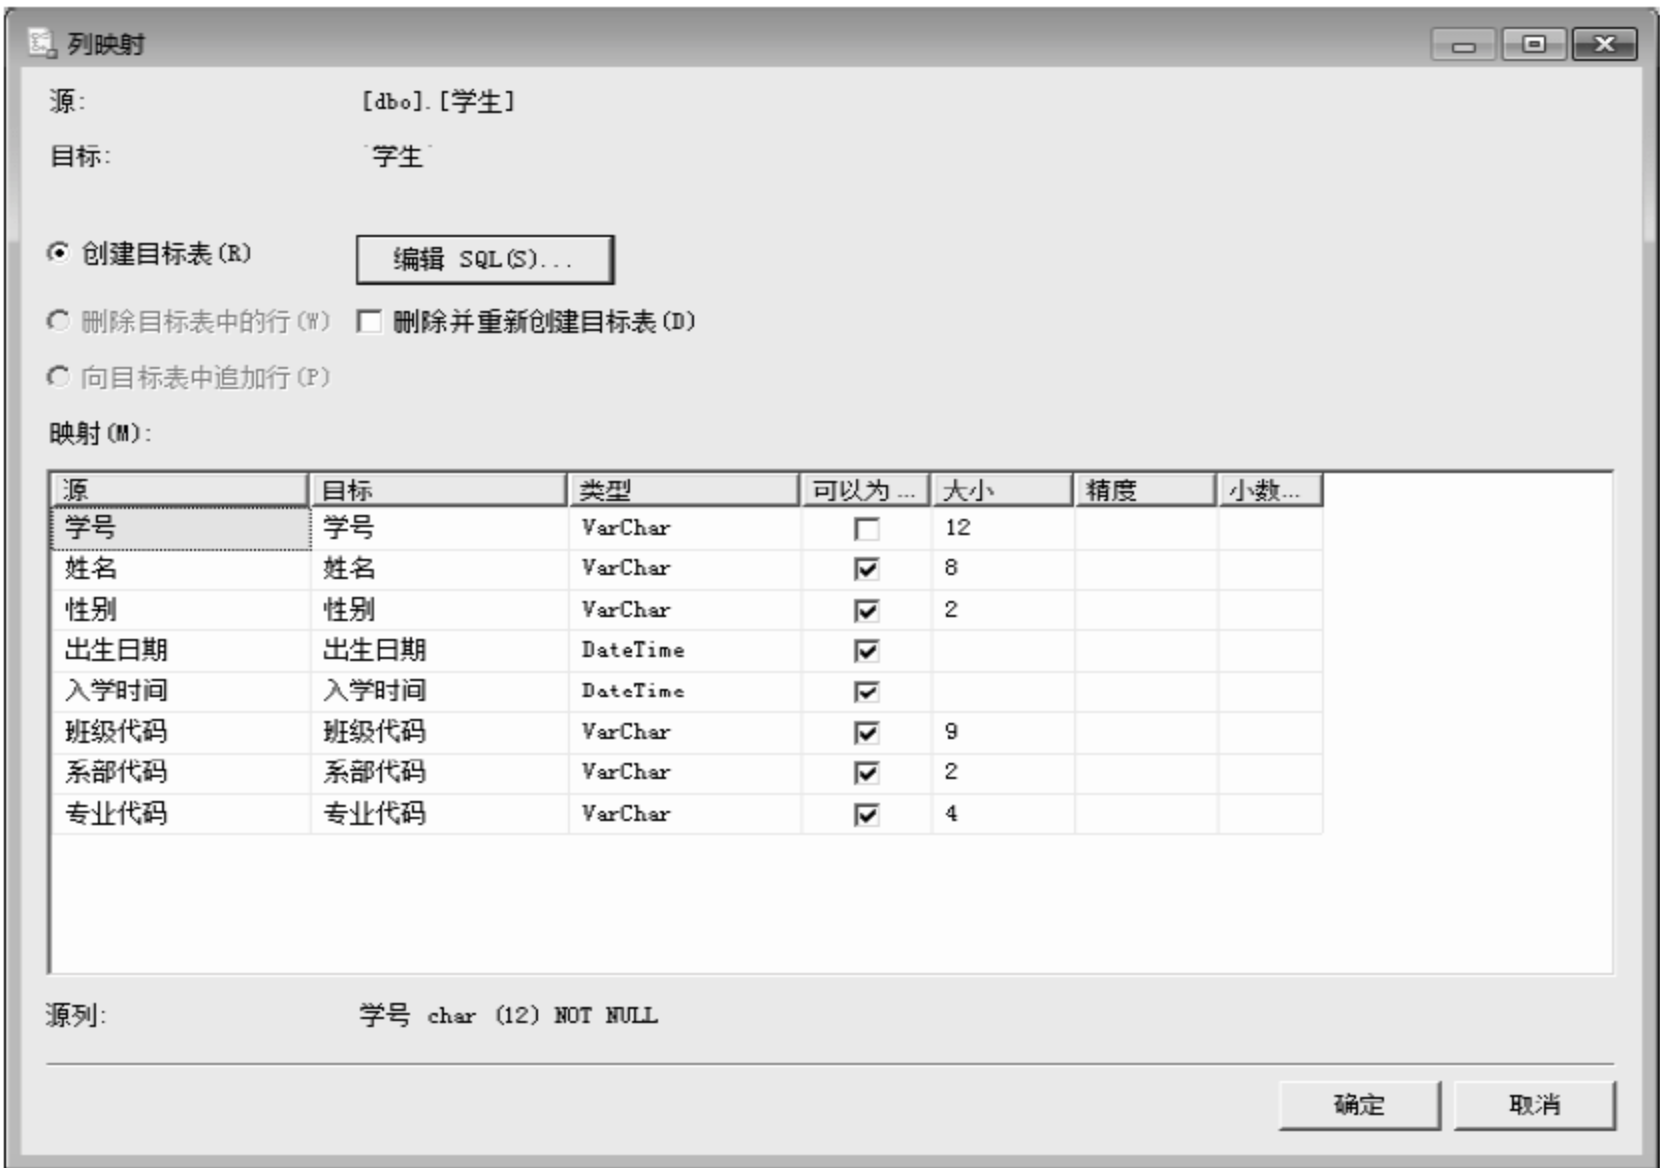 列映射
源: [dbo].[学生]
目标: `学生`
创建目标表(R) 编辑 SQL(S)...
删除目标表中的行(W) 删除并重新创建目标表(D)
向目标表中追加行(P)
映射(M):
源 目标 类型 可以为 ... 大小 精度 小数...
学号 学号 VarChar 12
姓名 姓名 VarChar 8
性别 性别 VarChar 2
出生日期 出生日期 DateTime
入学时间 入学时间 DateTime
班级代码 班级代码 VarChar 9
系部代码 系部代码 VarChar 2
专业代码 专业代码 VarChar 4
源列: 学号 char (12) NOT NULL
确定 取消